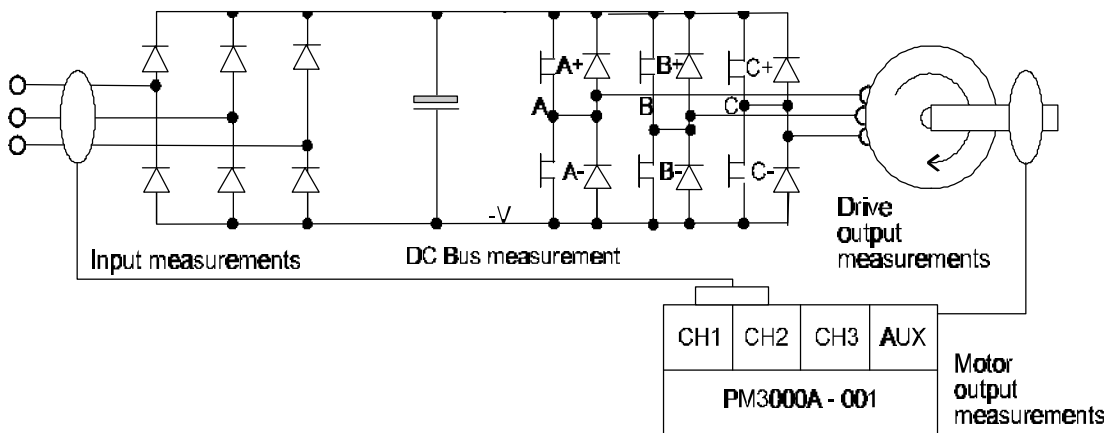 A+
B+
C+
A
B
C
A-
B-
C-
-V
Input measurements
DC Bus measurement
Drive
output
measurements
CH1
CH2
CH3
AUX
PM3000A - 001
Motor
output
measurements